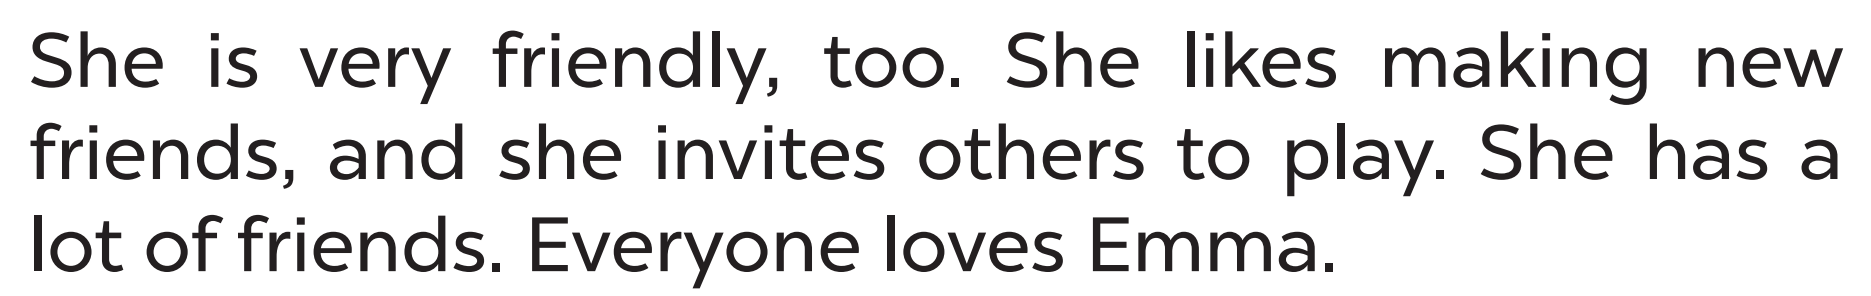 She is very friendly, too. She likes making new
friends, and she invites others to play. She has a
lot of friends. Everyone loves Emma.